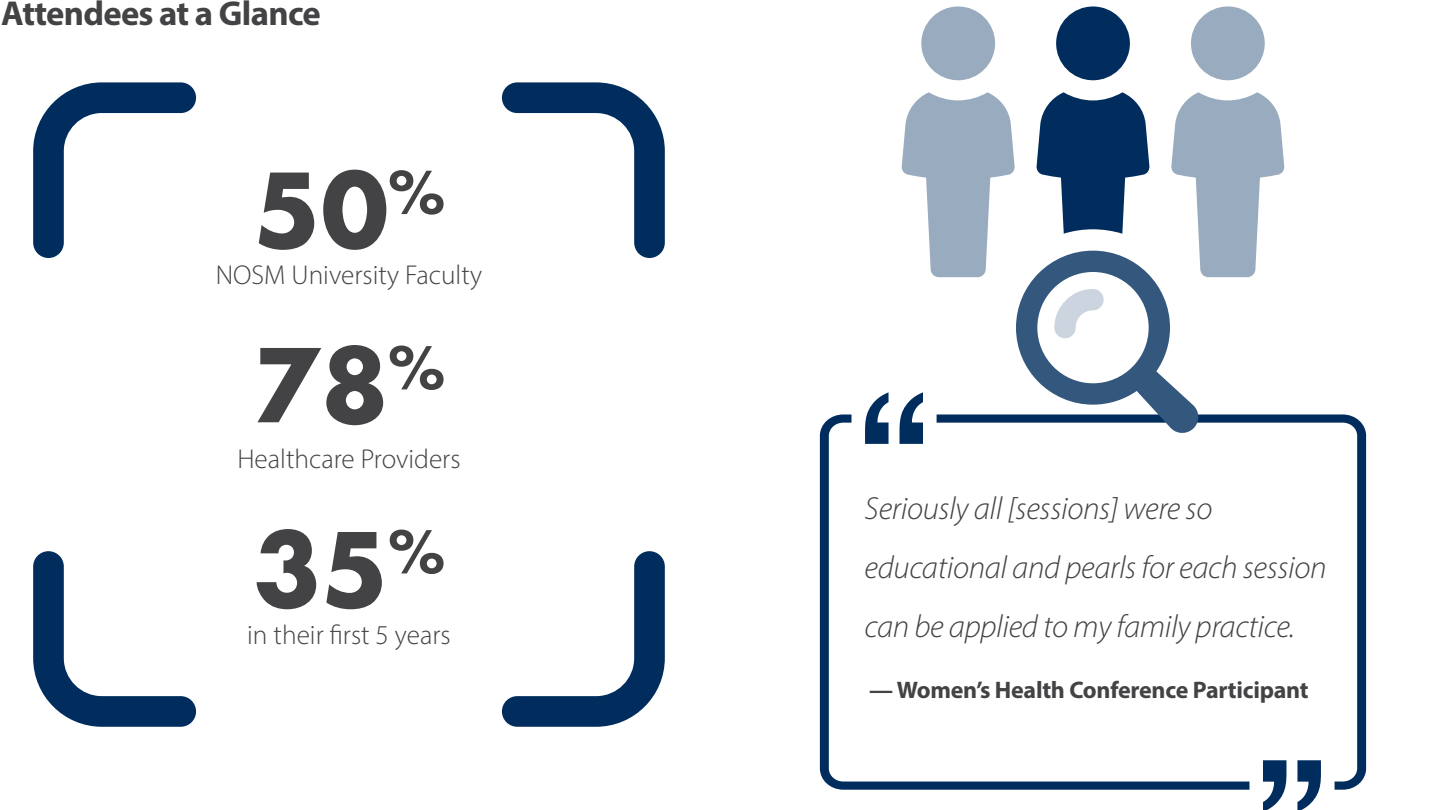 Attendees at a Glance
50%
NOSM University Faculty
78%
Healthcare Providers
35%
in their first 5 years
“
Seriously all [sessions] were so
educational and pearls for each session
can be applied to my family practice.
— Women’s Health Conference Participant
”